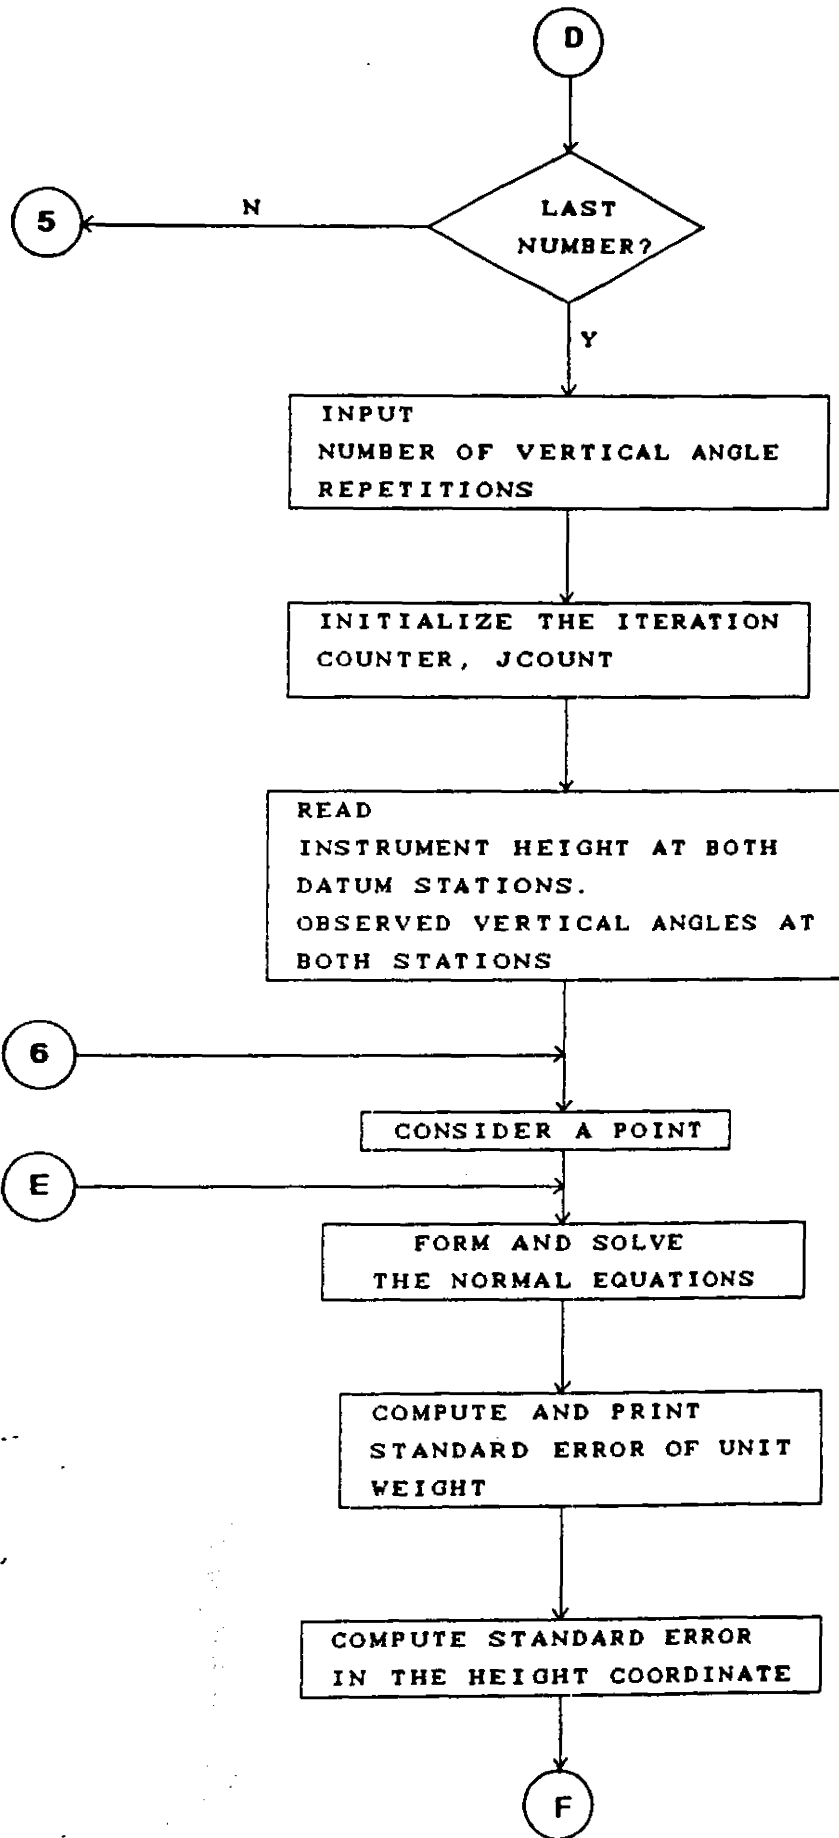 D
LAST
NUMBER?
N
5
Y
INPUT
NUMBER OF VERTICAL ANGLE
REPETITIONS
INITIALIZE THE ITERATION
COUNTER, JCOUNT
READ
INSTRUMENT HEIGHT AT BOTH
DATUM STATIONS.
OBSERVED VERTICAL ANGLES AT
BOTH STATIONS
6
CONSIDER A POINT
E
FORM AND SOLVE
THE NORMAL EQUATIONS
COMPUTE AND PRINT
STANDARD ERROR OF UNIT
WEIGHT
COMPUTE STANDARD ERROR
IN THE HEIGHT COORDINATE
F